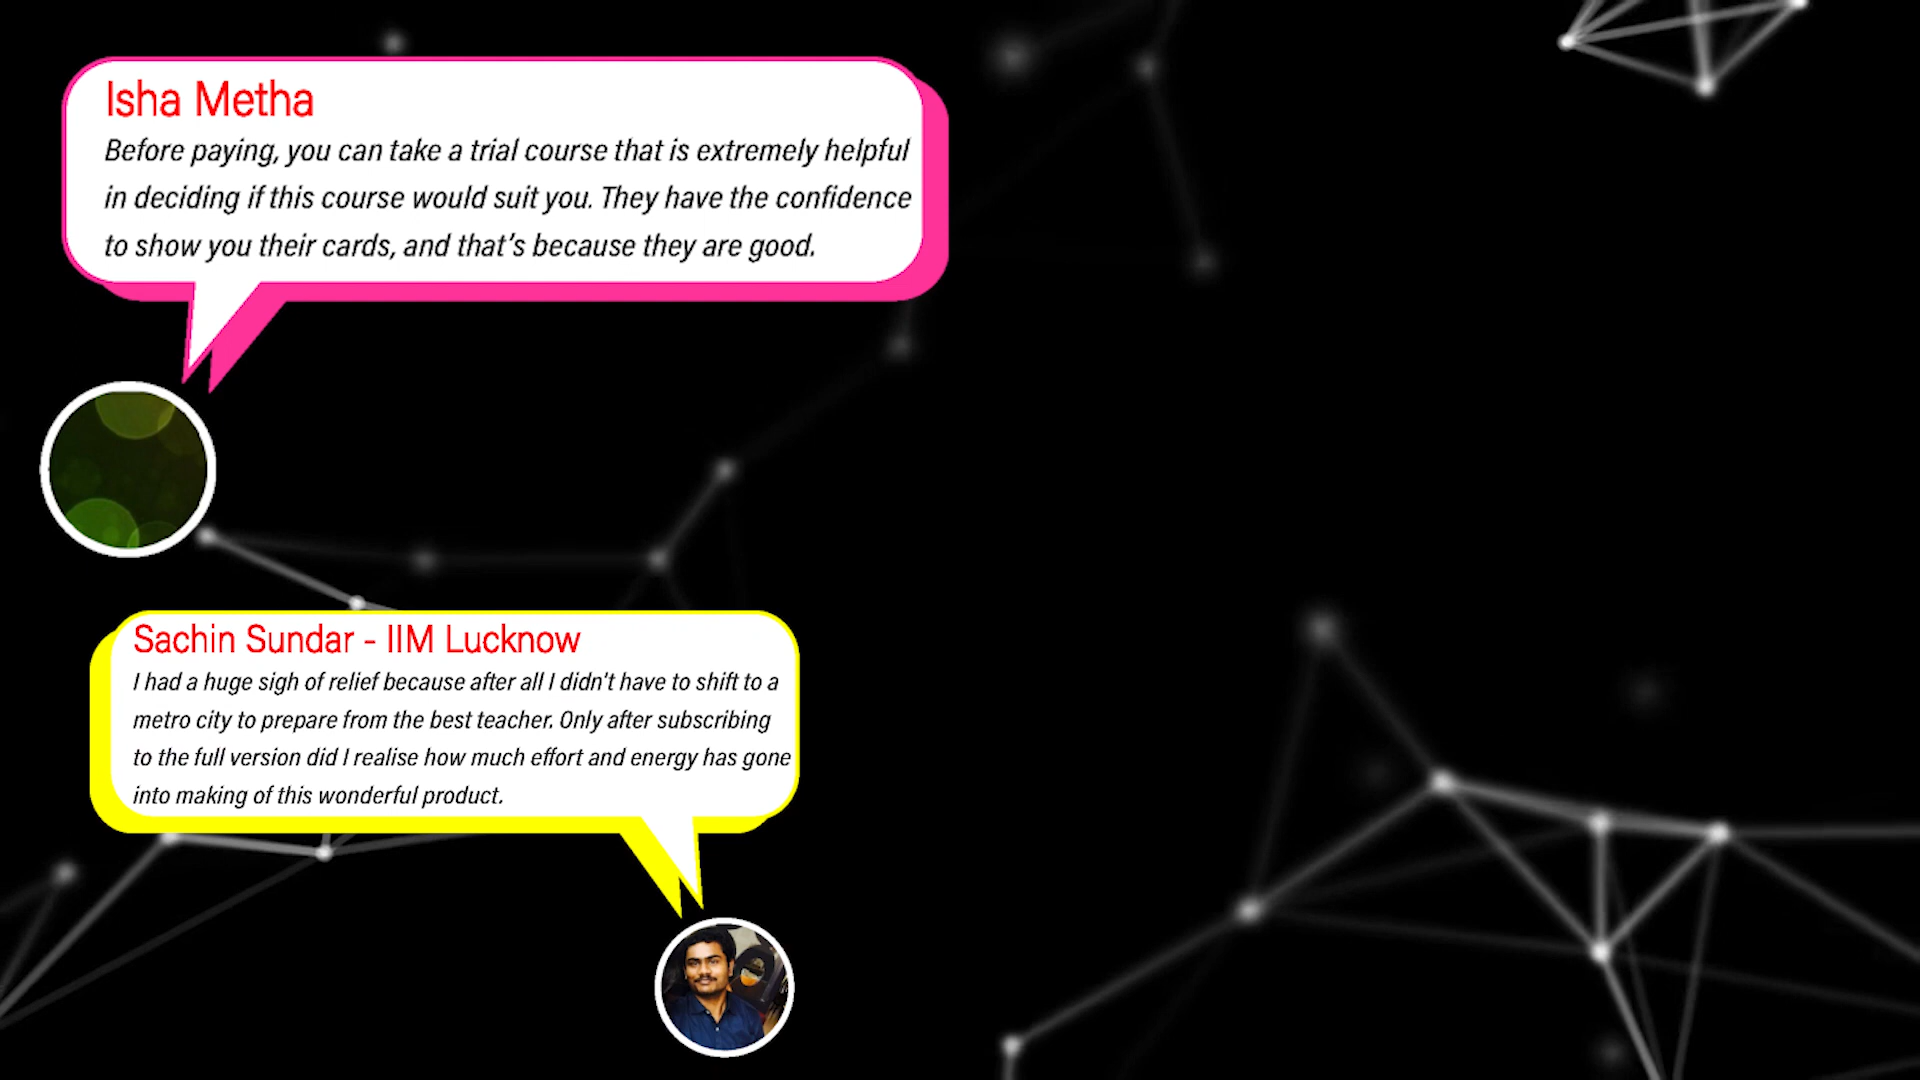 Isha Metha
Before paying, you can take a trial course that is extremely helpful
in deciding if this course would suit you. They have the confidence
to show you their cards, and that's because they are good.
Sachin Sundar - IIM Lucknow
I had a huge sigh of relief because after all I didn't have to shift to a
metro city to prepare from the best teacher. Only after subscribing
to the full version did I realise how much effort and energy has gone
into making of this wonderful product.